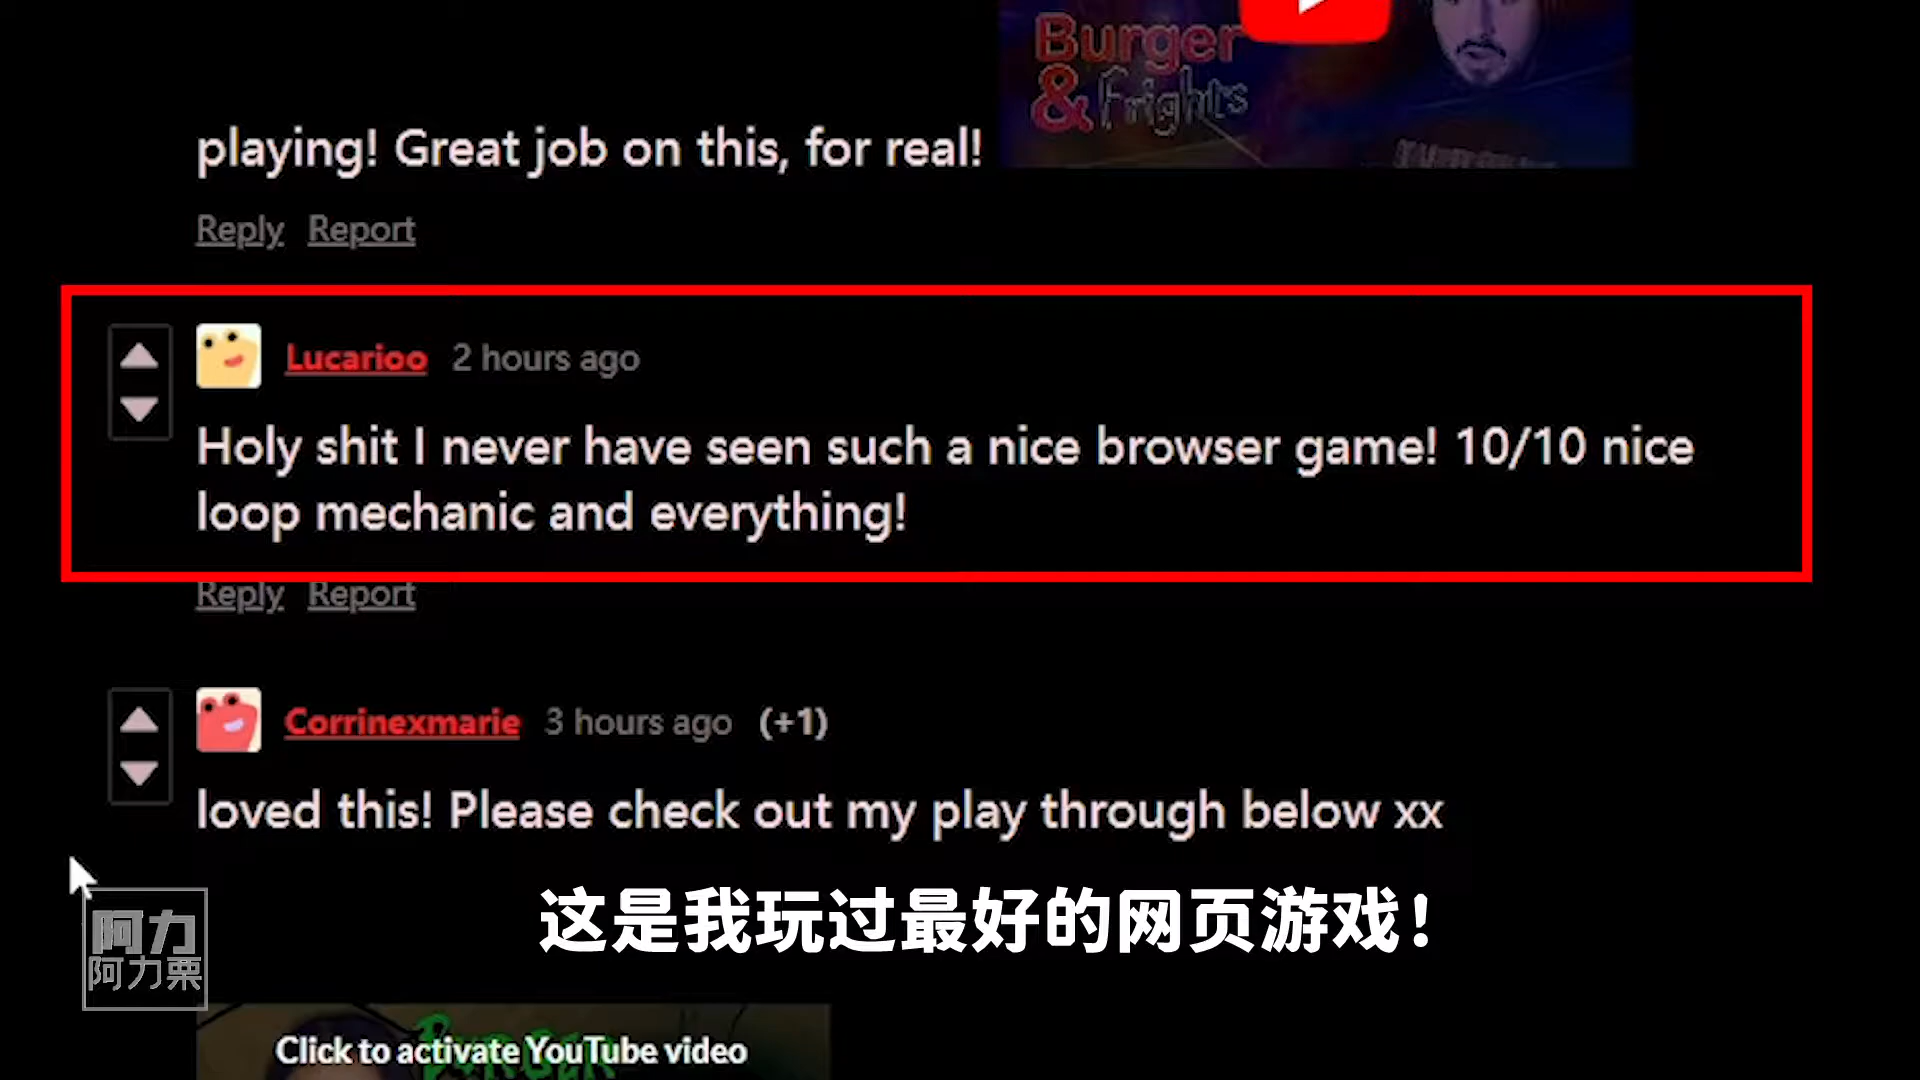 Burger
& Frights
playing! Great job on this, for real!
Reply Report
Lucarioo 2 hours ago
Holy shit I never have seen such a nice browser game! 10/10 nice
loop mechanic and everything!
Reply Report
Corrinexmarie 3 hours ago (+1)
loved this! Please check out my play through below xx
这是我玩过最好的网页游戏！
阿力
阿力栗
BURGER
Click to activate YouTube video